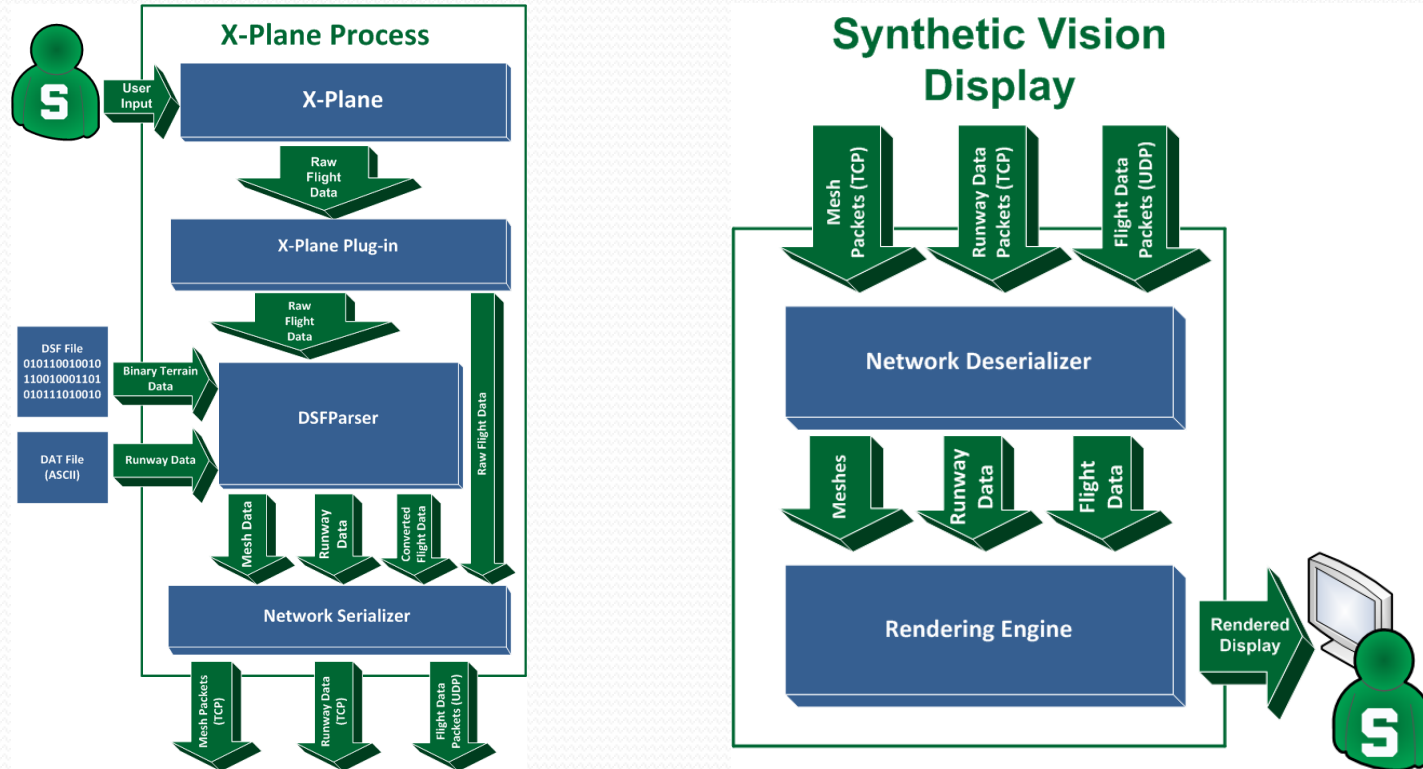 X-Plane Process
S
User
Input
X-Plane
Raw
Flight
Data
X-Plane Plug-in
Raw
Flight
Data
Raw Flight Data
DSF File
010110010010
110010001101
010111010010
Binary Terrain
Data
DSFParser
DAT File
(ASCII)
Runway Data
Mesh Data
Runway
Data
Converted
Flight Data
Network Serializer
Mesh Packets
(TCP)
Runway Data
(TCP)
Flight Data
Packets (UDP)
Synthetic Vision
Display
Mesh
Packets (TCP)
Runway Data
Packets (TCP)
Flight Data
Packets (UDP)
Network Deserializer
Meshes
Runway
Data
Flight
Data
Rendering Engine
Rendered
Display
S